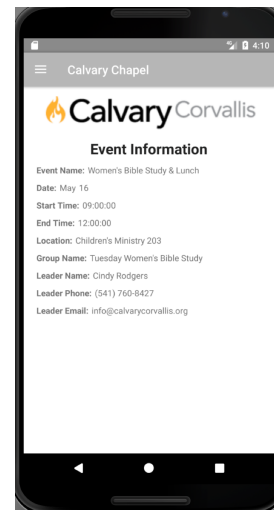 4:10
Calvary Chapel
Calvary Corvallis
Event Information
Event Name: Women's Bible Study & Lunch
Date: May 16
Start Time: 09:00:00
End Time: 12:00:00
Location: Children's Ministry 203
Group Name: Tuesday Women's Bible Study
Leader Name: Cindy Rodgers
Leader Phone: (541) 760-8427
Leader Email: info@calvarycorvallis.org